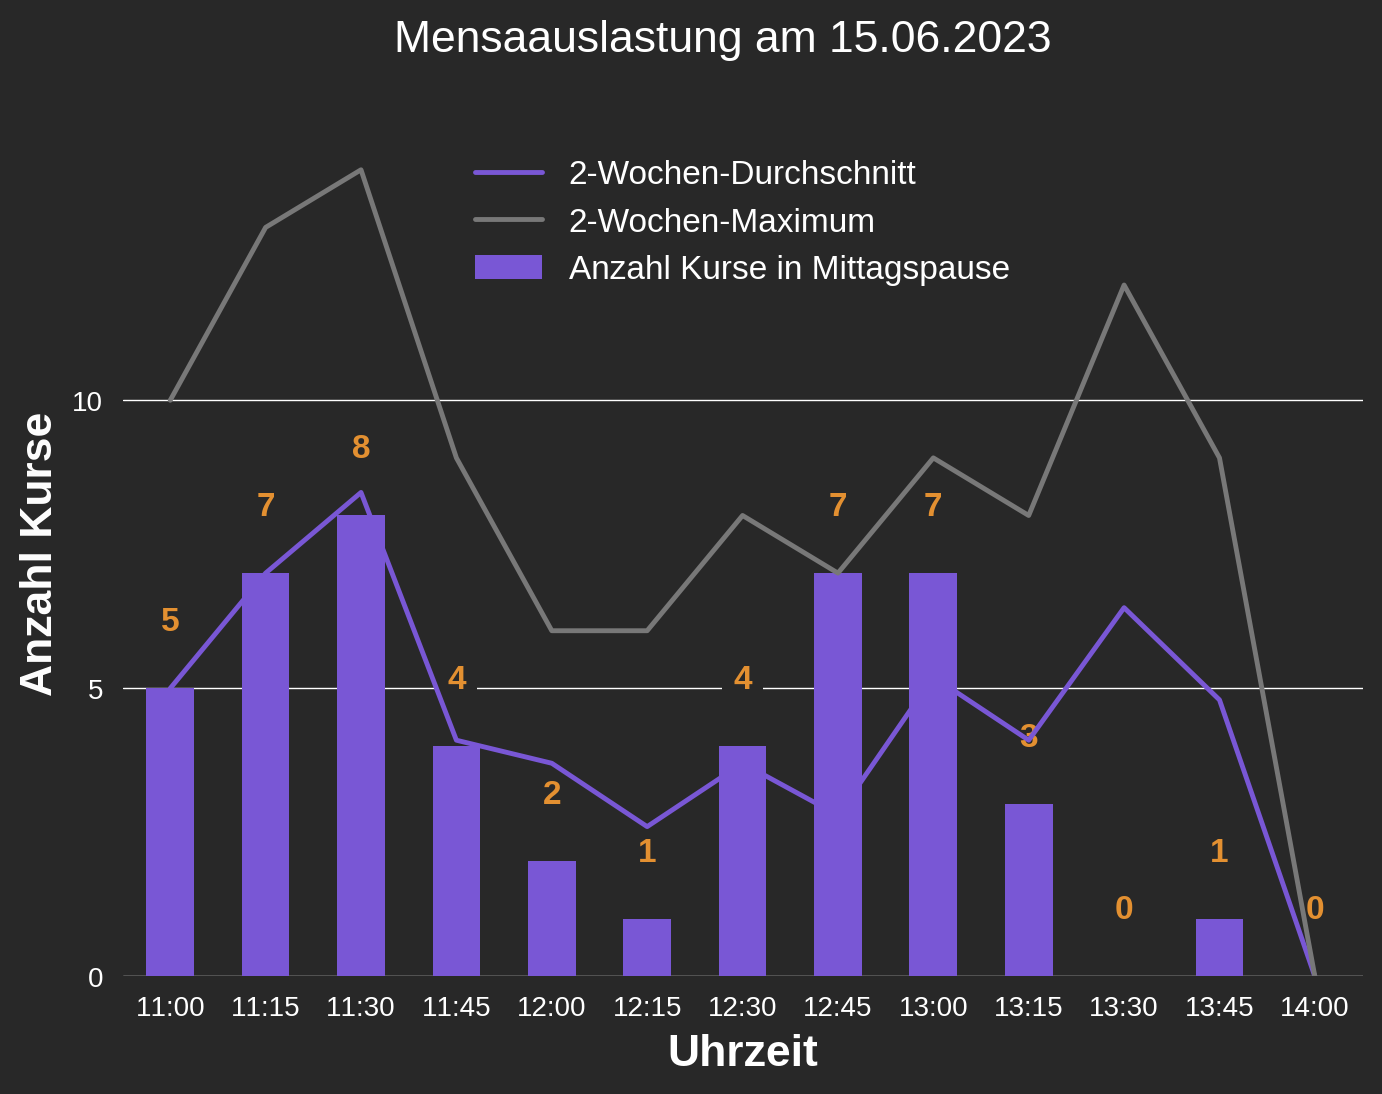 Mensaauslastung am 15.06.2023
2-Wochen-Durchschnitt
2-Wochen-Maximum
Anzahl Kurse in Mittagspause
Anzahl Kurse
10
5
0
5
7
8
4
2
1
4
7
7
3
0
1
0
11:00 11:15 11:30 11:45 12:00 12:15 12:30 12:45 13:00 13:15 13:30 13:45 14:00
Uhrzeit